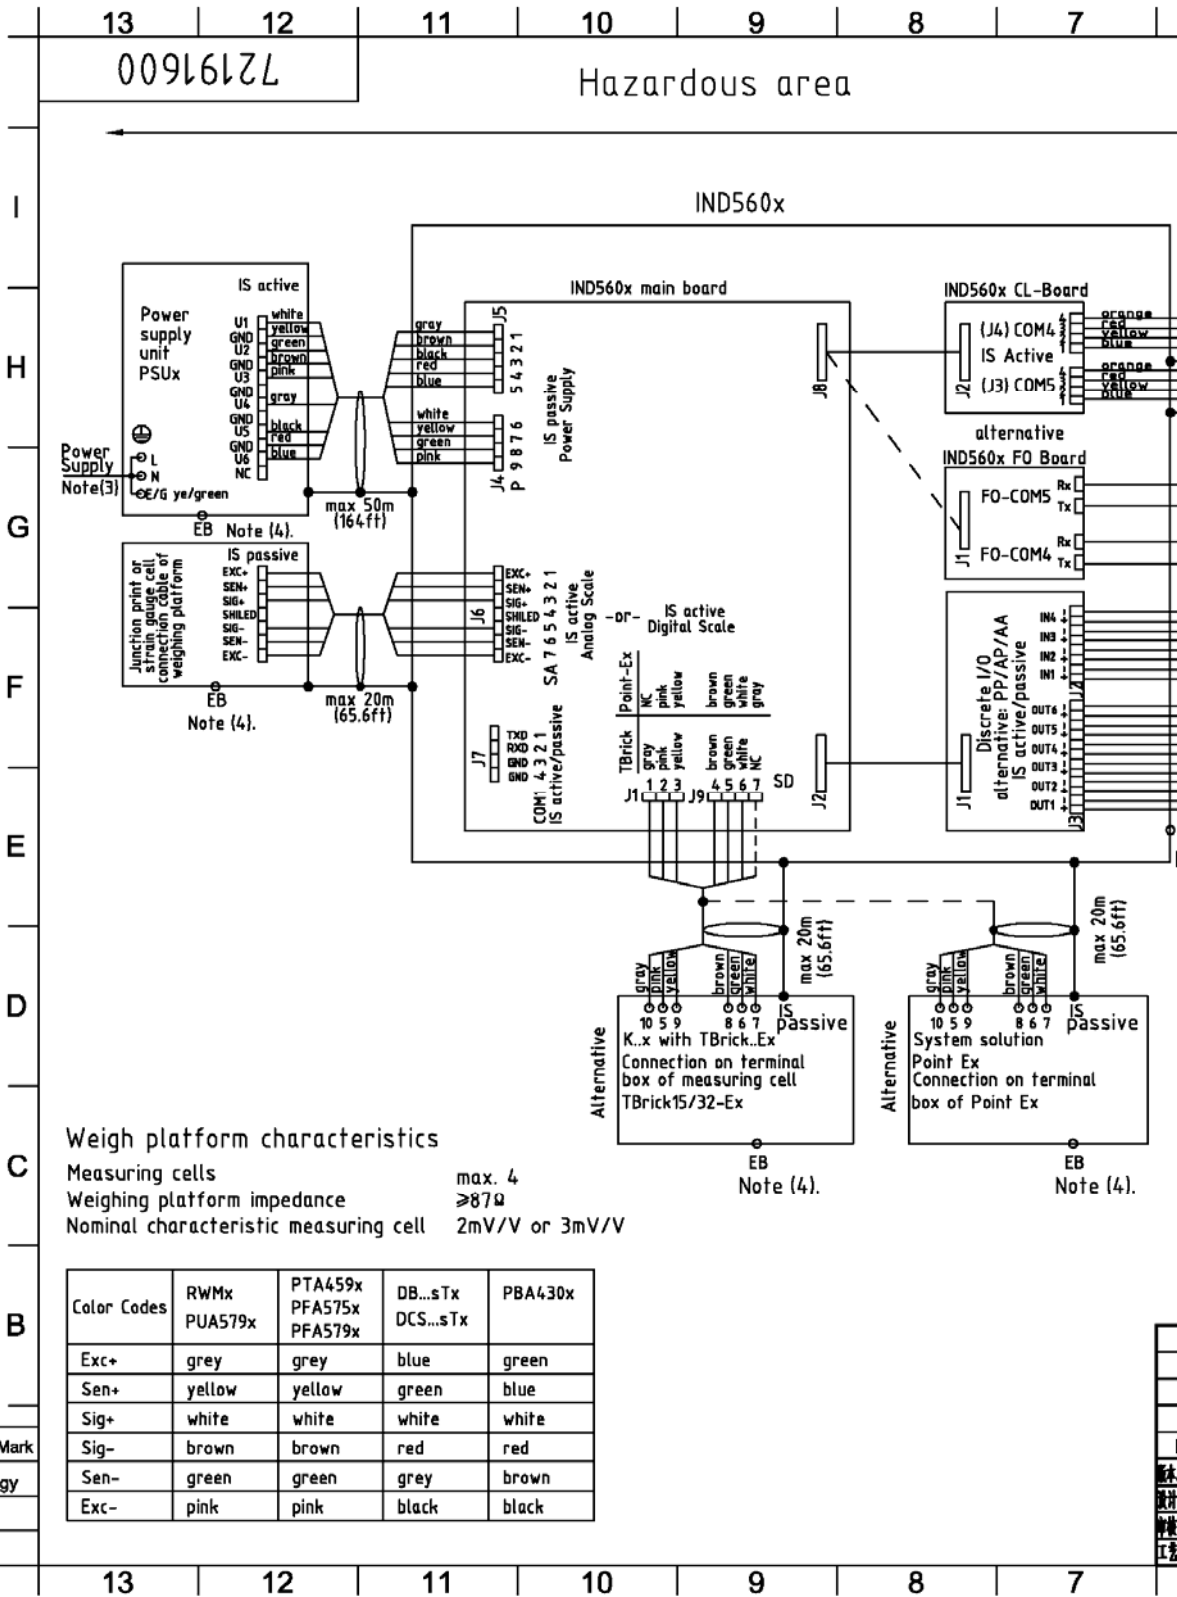 13 12 11 10 9 8 7
72191600
Hazardous area
I
H
G
F
E
D
C
B
IND560x
IS active
Power
supply
unit
PSUx
U1
GND
U2
GND
U3
GND
U4
GND
U5
GND
U6
NC
white
yellow
green
brown
pink
gray
black
red
blue
Power
Supply
Note(3)
L
N
E/G ye/green
EB Note (4).
max 50m
(164ft)
gray
brown
black
red
blue
white
yellow
green
pink
J5
5 4 3 2 1
J4
P 9 8 7 6
IS passive
Power Supply
IND560x main board
J8
IND560x CL-Board
(J4) COM4
IS Active
(J3) COM5
J2
4
3
2
1
orange
red
yellow
blue
4
3
2
1
orange
red
yellow
blue
alternative
IND560x FO Board
FO-COM5
Rx
Tx
FO-COM4
Rx
Tx
J1
Junction print or
strain gauge cell
connection cable of
weighing platform
IS passive
EXC+
SEN+
SIG+
SHILED
SIG-
SEN-
EXC-
EB
Note (4).
max 20m
(65.6ft)
J6
EXC+
SEN+
SIG+
SHILED
SIG-
SEN-
EXC-
SA 7 6 5 4 3 2 1
IS active
Analog Scale
-or-
IS active
Digital Scale
Point-Ex
NC
pink
yellow
brown
green
white
gray
TBrick
gray
pink
yellow
brown
green
white
NC
J1 1 2 3 J9 4 5 6 7 SD
J7
TXD
RXD
GND
GND
COM1 4 3 2 1
IS active/passive
J2
J1
Discrete I/O
alternative: PP/AP/AA
IS active/passive
IN4
IN3
IN2
IN1
J2
OUT6
OUT5
OUT4
OUT3
OUT2
OUT1
J3
max 20m
(65.6ft)
max 20m
(65.6ft)
gray
pink
yellow
brown
green
white
10 5 9 8 6 7
IS
passive
K..x with TBrick..Ex
Connection on terminal
box of measuring cell
TBrick15/32-Ex
Alternative
EB
Note (4).
gray
pink
yellow
brown
green
white
10 5 9 8 6 7
IS
passive
System solution
Point Ex
Connection on terminal
box of Point Ex
Alternative
EB
Note (4).
Weigh platform characteristics
Measuring cells max. 4
Weighing platform impedance ≥87Ω
Nominal characteristic measuring cell 2mV/V or 3mV/V
Color Codes
RWMx
PUA579x
PTA459x
PFA575x
PFA579x
DB...sTx
DCS...sTx
PBA430x
Exc+ grey grey blue green
Sen+ yellow yellow green blue
Sig+ white white white white
Sig- brown brown red red
Sen- green green grey brown
Exc- pink pink black black
Mark
gy
13 12 11 10 9 8 7